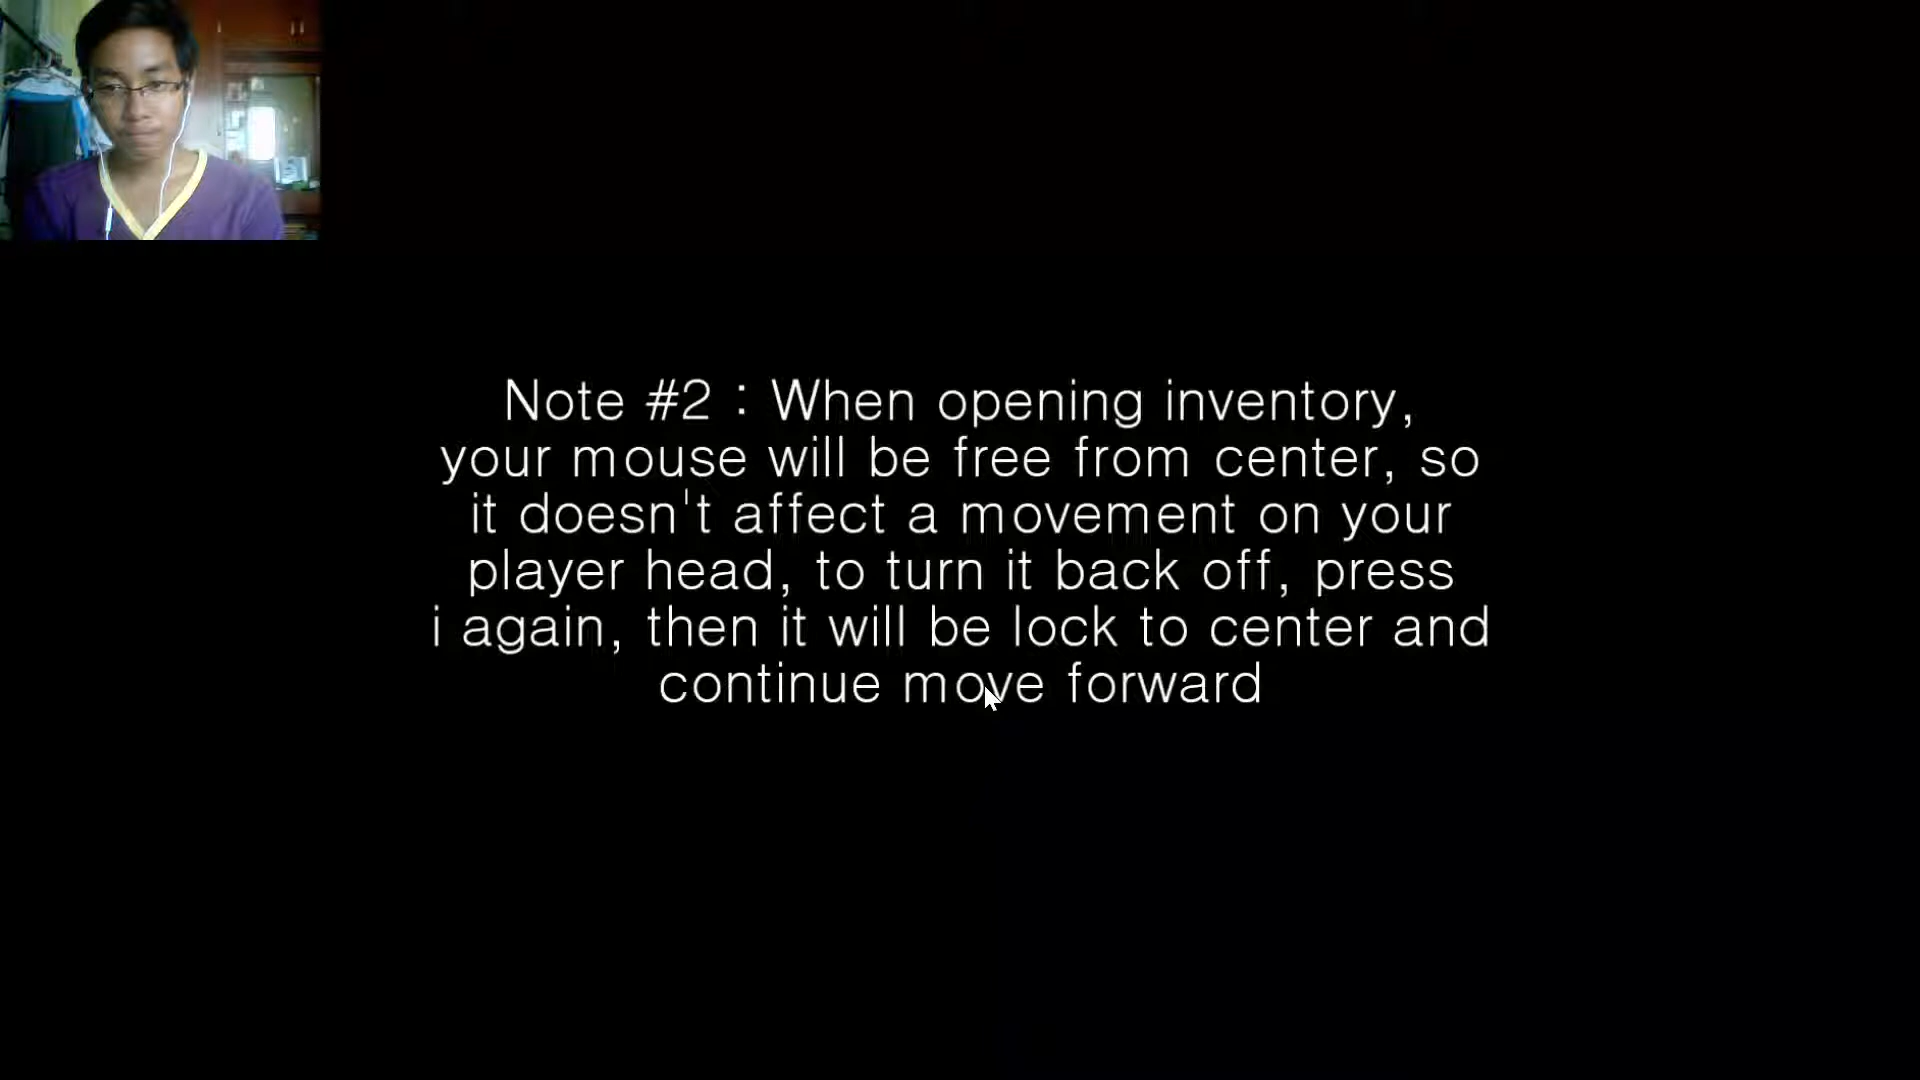 Note #2 : When opening inventory,
your mouse will be free from center, so
it doesn't affect a movement on your
player head, to turn it back off, press
i again, then it will be lock to center and
continue move forward